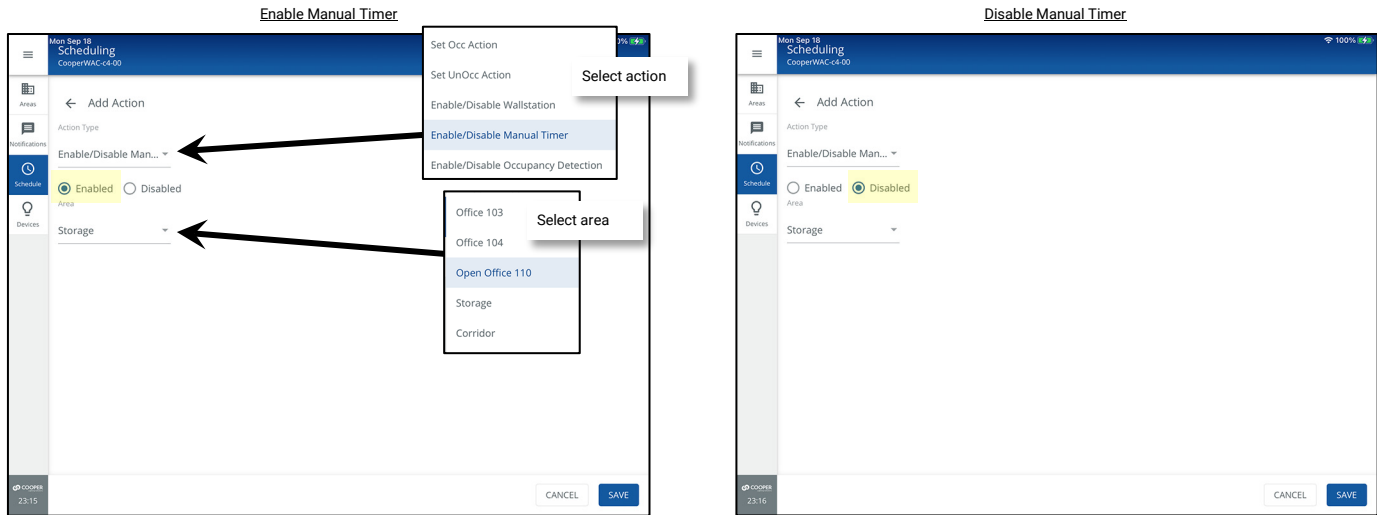 Enable Manual Timer
Mon Sep 18
Scheduling
CooperWAC-c4-00
0%
Areas
Notifications
Schedule
Devices
COOPER
23:15
← Add Action
Action Type
Enable/Disable Man...
Enabled
Disabled
Area
Storage
Set Occ Action
Set UnOcc Action
Enable/Disable Wallstation
Enable/Disable Manual Timer
Enable/Disable Occupancy Detection
Select action
Office 103
Office 104
Open Office 110
Storage
Corridor
Select area
CANCEL
SAVE
Disable Manual Timer
Mon Sep 18
Scheduling
CooperWAC-c4-00
100%
Areas
Notifications
Schedule
Devices
COOPER
23:16
← Add Action
Action Type
Enable/Disable Man...
Enabled
Disabled
Area
Storage
CANCEL
SAVE